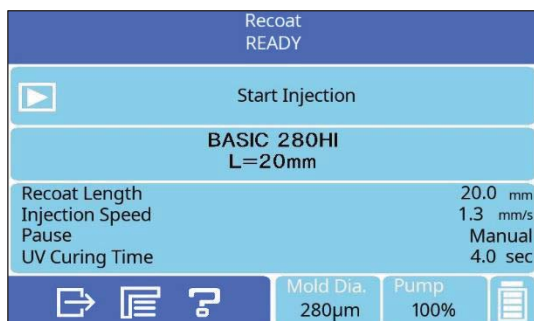 Recoat
READY
Start Injection
BASIC 280HI
L=20mm
Recoat Length 20.0 mm
Injection Speed 1.3 mm/s
Pause Manual
UV Curing Time 4.0 sec
Mold Dia. Pump
280µm 100%